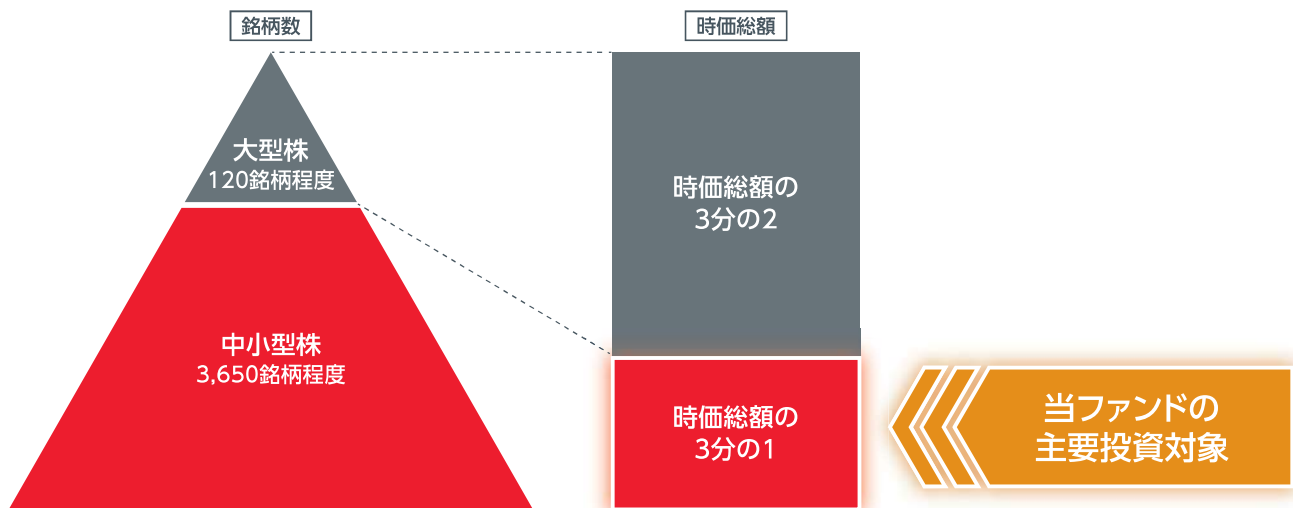 銘柄数
時価総額
大型株
120銘柄程度
時価総額の
3分の2
中小型株
3,650銘柄程度
時価総額の
3分の1
当ファンドの
主要投資対象